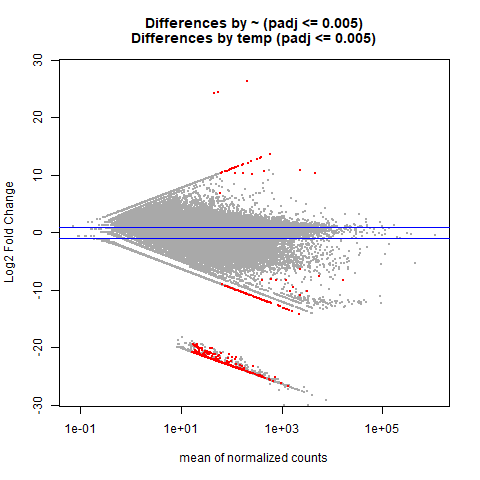 Differences by ~ (padj <= 0.005)
Differences by temp (padj <= 0.005)
Log2 Fold Change
30
20
10
0
-10
-20
-30
1e-01 1e+01 1e+03 1e+05
mean of normalized counts